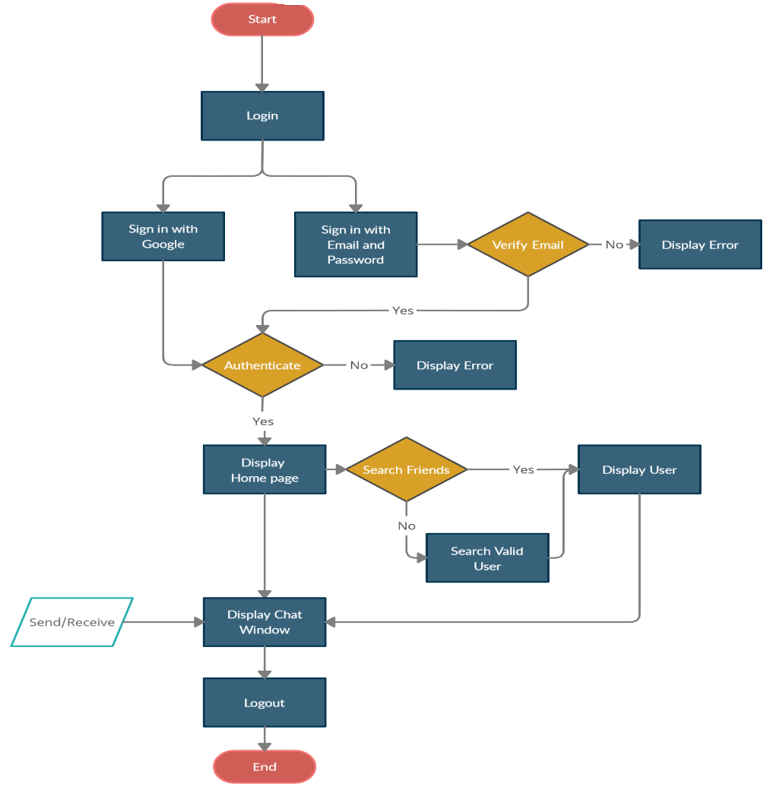 Start
Login
Sign in with
Google
Sign in with
Email and
Password
Verify Email
No
Display Error
Yes
Authenticate
No
Display Error
Yes
Display
Home page
Search Friends
Yes
Display User
No
Search Valid
User
Send/Receive
Display Chat
Window
Logout
End